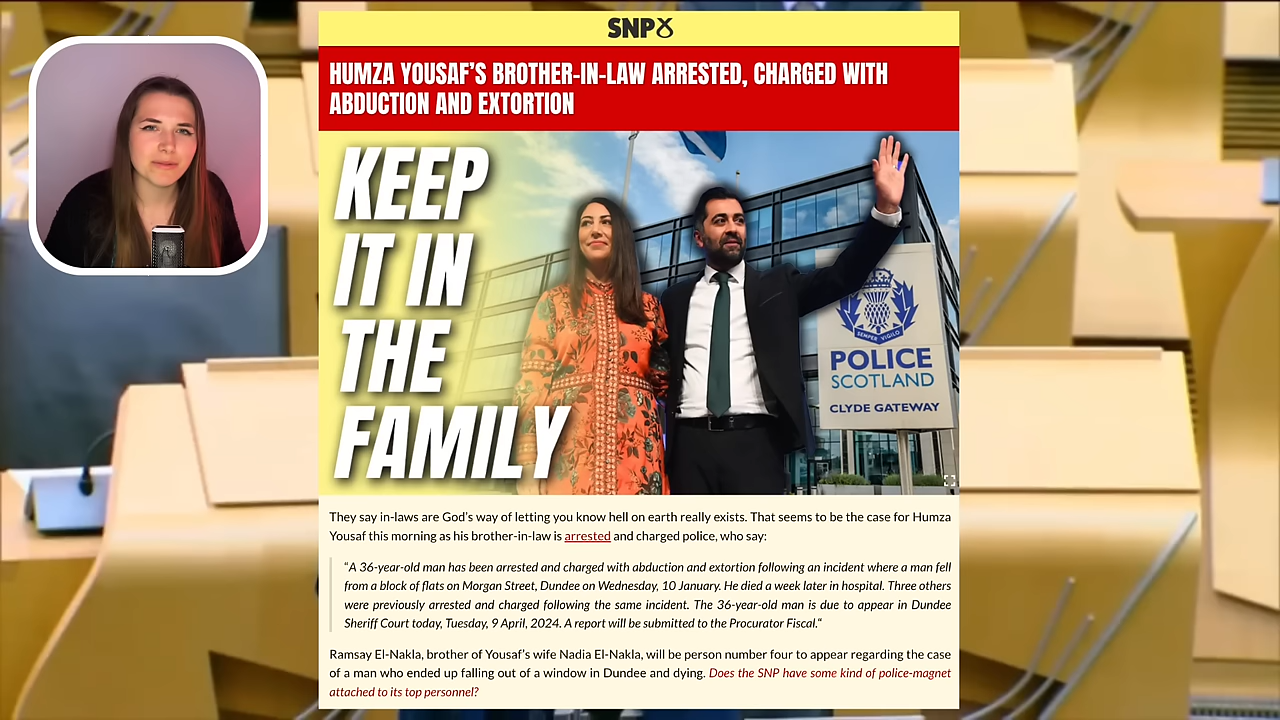 SNP
HUMZA YOUSAF'S BROTHER-IN-LAW ARRESTED, CHARGED WITH
ABDUCTION AND EXTORTION
KEEP
IT IN
THE
FAMILY
SEMPER VIGILO
POLICE
SCOTLAND
CLYDE GATEWAY
They say in-laws are God's way of letting you know hell on earth really exists. That seems to be the case for Humza
Yousaf this morning as his brother-in-law is arrested and charged police, who say:
“A 36-year-old man has been arrested and charged with abduction and extortion following an incident where a man fell
from a block of flats on Morgan Street, Dundee on Wednesday, 10 January. He died a week later in hospital. Three others
were previously arrested and charged following the same incident. The 36-year-old man is due to appear in Dundee
Sheriff Court today, Tuesday, 9 April, 2024. A report will be submitted to the Procurator Fiscal.“
Ramsay El-Nakla, brother of Yousaf's wife Nadia El-Nakla, will be person number four to appear regarding the case
of a man who ended up falling out of a window in Dundee and dying. Does the SNP have some kind of police-magnet
attached to its top personnel?